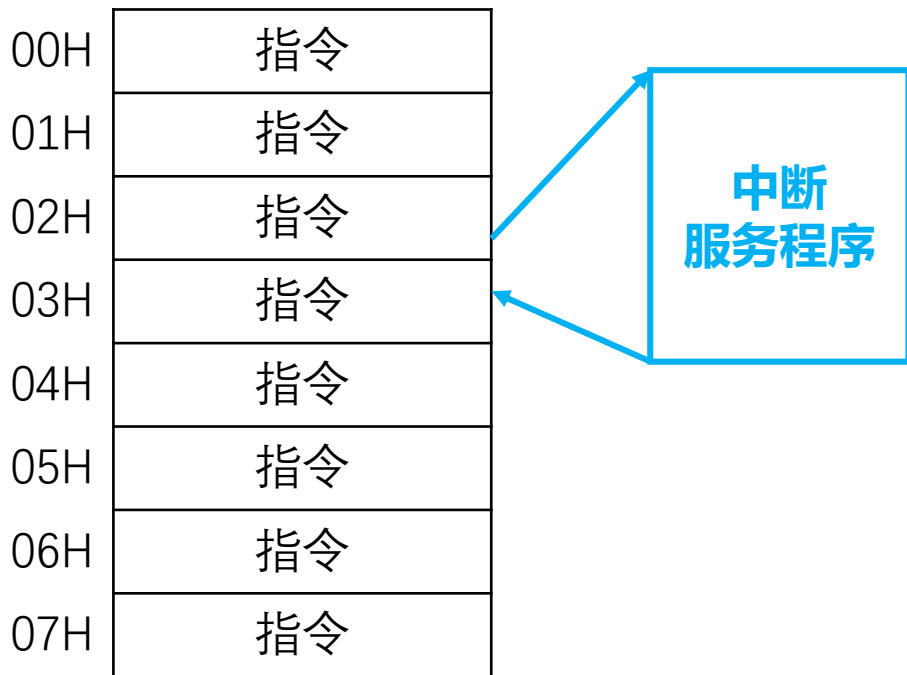 00H 指令
01H 指令
02H 指令
03H 指令
04H 指令
05H 指令
06H 指令
07H 指令
中断
服务程序